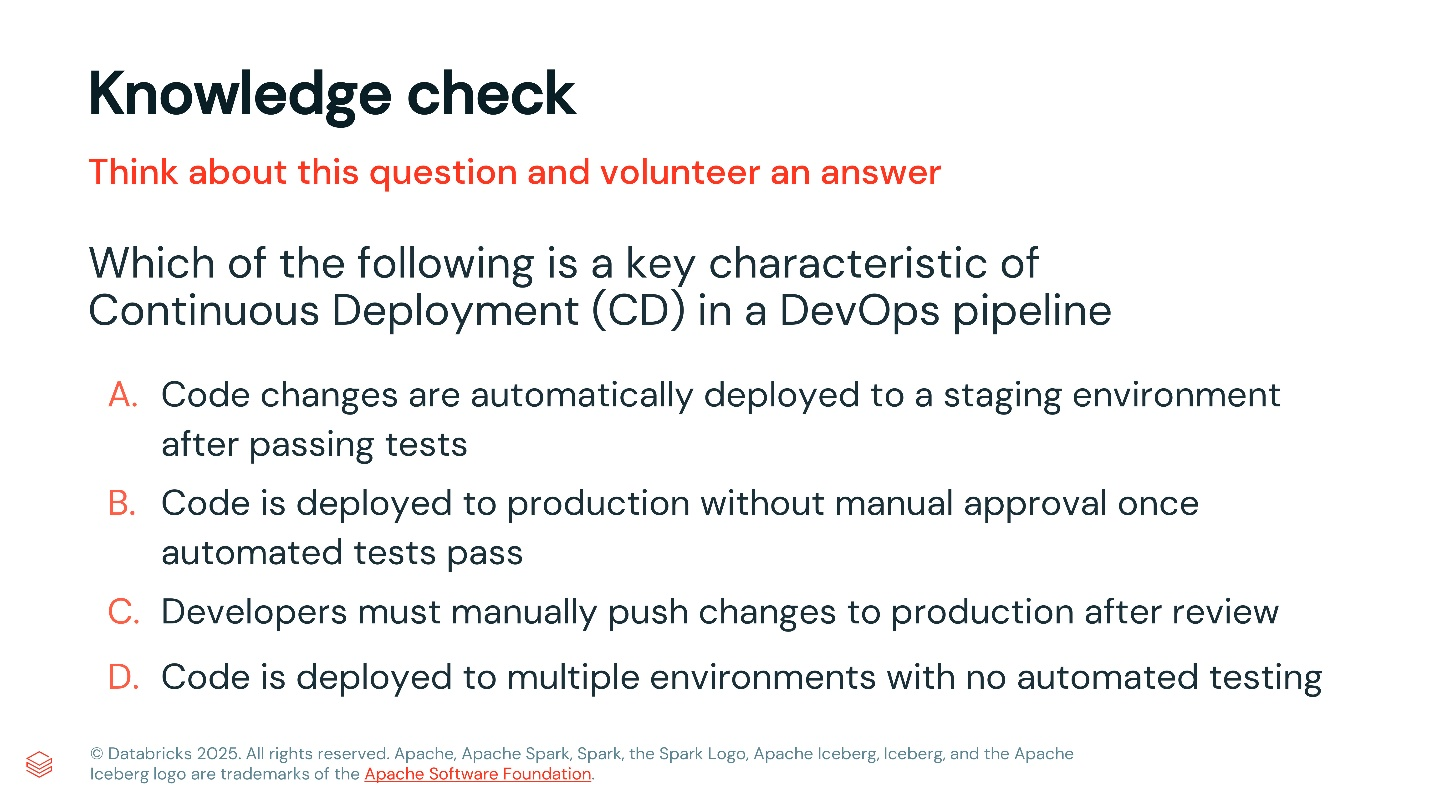 Knowledge check
Think about this question and volunteer an answer
Which of the following is a key characteristic of
Continuous Deployment (CD) in a DevOps pipeline
A. Code changes are automatically deployed to a staging environment
after passing tests
B. Code is deployed to production without manual approval once
automated tests pass
C. Developers must manually push changes to production after review
D. Code is deployed to multiple environments with no automated testing
© Databricks 2025. All rights reserved. Apache, Apache Spark, Spark, the Spark Logo, Apache Iceberg, Iceberg, and the Apache
Iceberg logo are trademarks of the Apache Software Foundation.